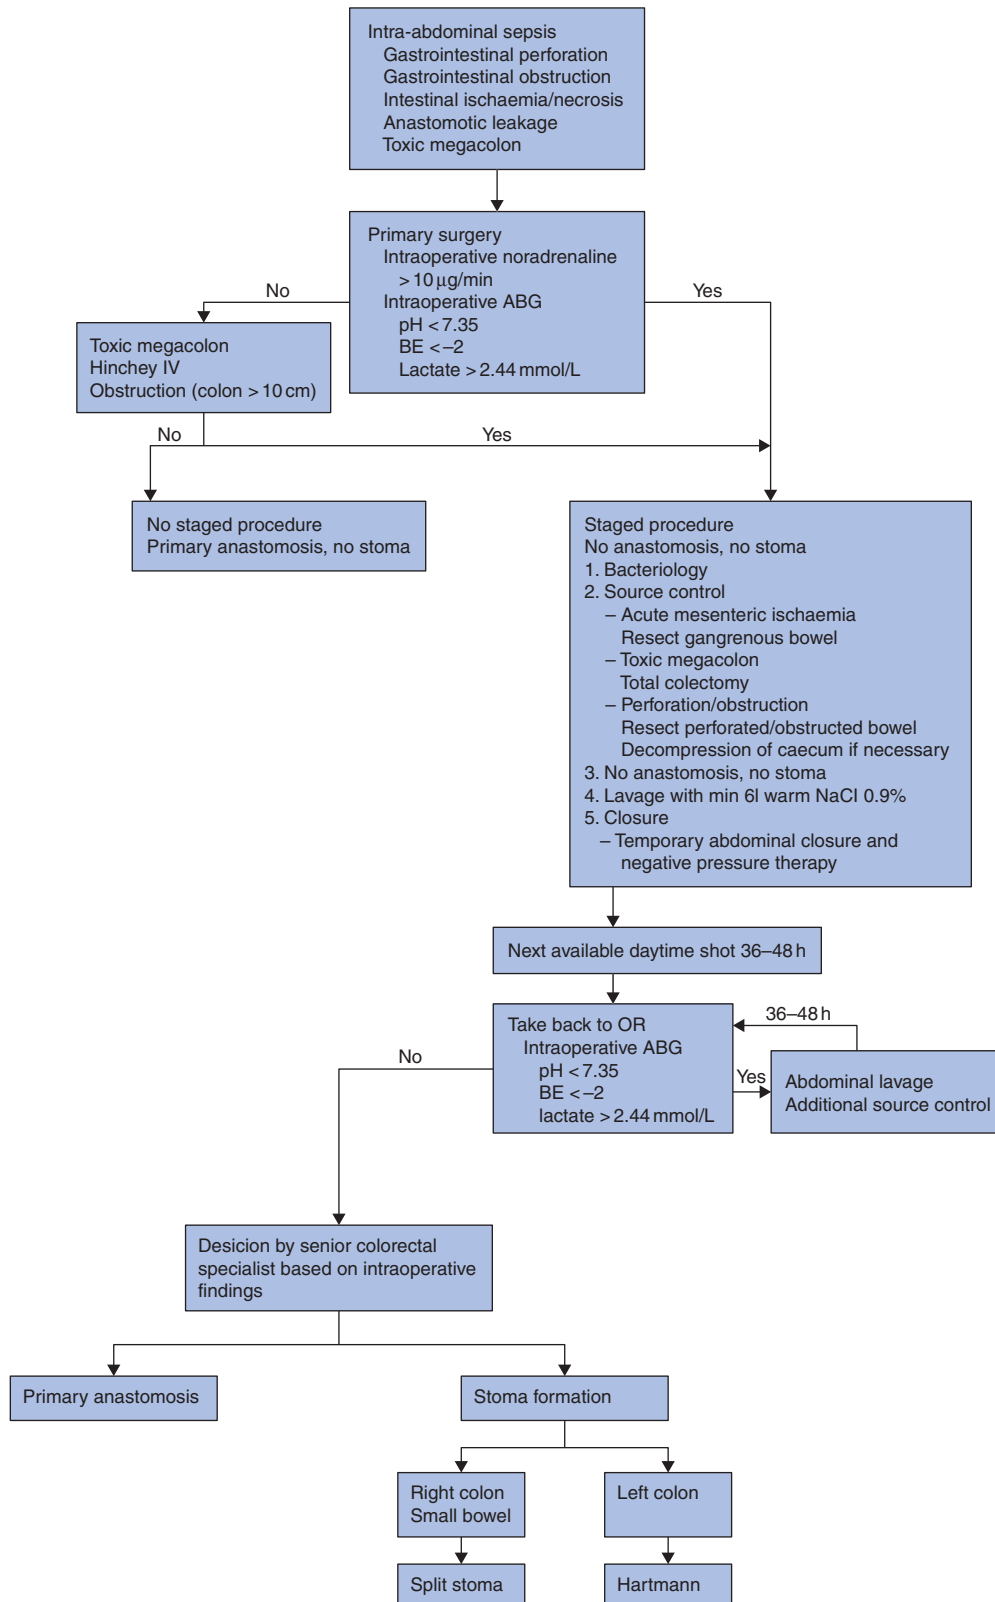 Intra-abdominal sepsis
Gastrointestinal perforation
Gastrointestinal obstruction
Intestinal ischaemia/necrosis
Anastomotic leakage
Toxic megacolon
Primary surgery
Intraoperative noradrenaline
> 10 μg/min
Intraoperative ABG
pH < 7.35
BE < –2
Lactate > 2.44 mmol/L
No
Yes
Toxic megacolon
Hinchey IV
Obstruction (colon > 10 cm)
No
Yes
No staged procedure
Primary anastomosis, no stoma
Staged procedure
No anastomosis, no stoma
1. Bacteriology
2. Source control
– Acute mesenteric ischaemia
Resect gangrenous bowel
– Toxic megacolon
Total colectomy
– Perforation/obstruction
Resect perforated/obstructed bowel
Decompression of caecum if necessary
3. No anastomosis, no stoma
4. Lavage with min 6l warm NaCl 0.9%
5. Closure
– Temporary abdominal closure and
negative pressure therapy
Next available daytime shot 36–48 h
Take back to OR
Intraoperative ABG
pH < 7.35
BE < –2
lactate > 2.44 mmol/L
No
Yes
36–48 h
Abdominal lavage
Additional source control
Desicion by senior colorectal
specialist based on intraoperative
findings
Primary anastomosis
Stoma formation
Right colon
Small bowel
Left colon
Split stoma
Hartmann